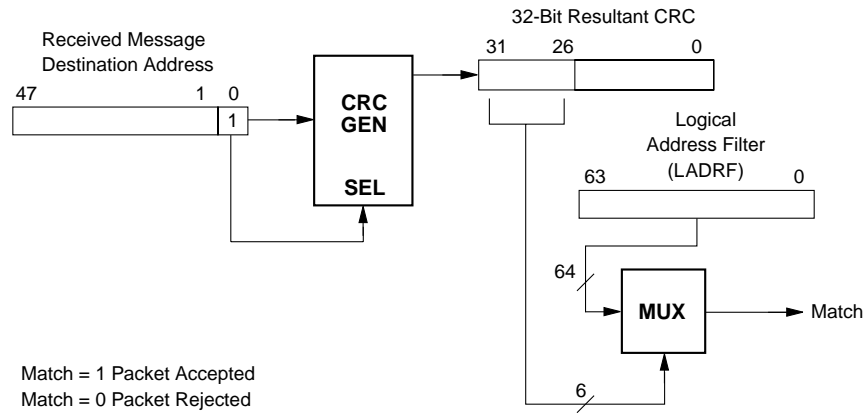 32-Bit Resultant CRC
Received Message
Destination Address
31 26 0
47 1 0
1
CRC
GEN
SEL
Logical
Address Filter
(LADRF)
63 0
64
MUX
Match
6
Match = 1 Packet Accepted
Match = 0 Packet Rejected